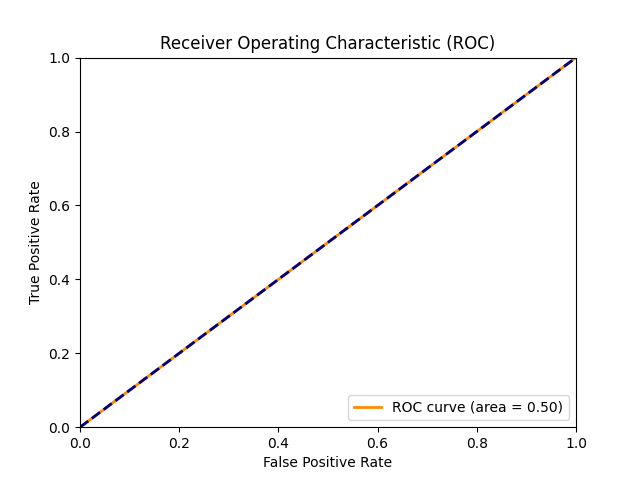 Receiver Operating Characteristic (ROC)
1.0
0.8
0.6
0.4
0.2
0.0
True Positive Rate
ROC curve (area = 0.50)
0.0 0.2 0.4 0.6 0.8 1.0
False Positive Rate